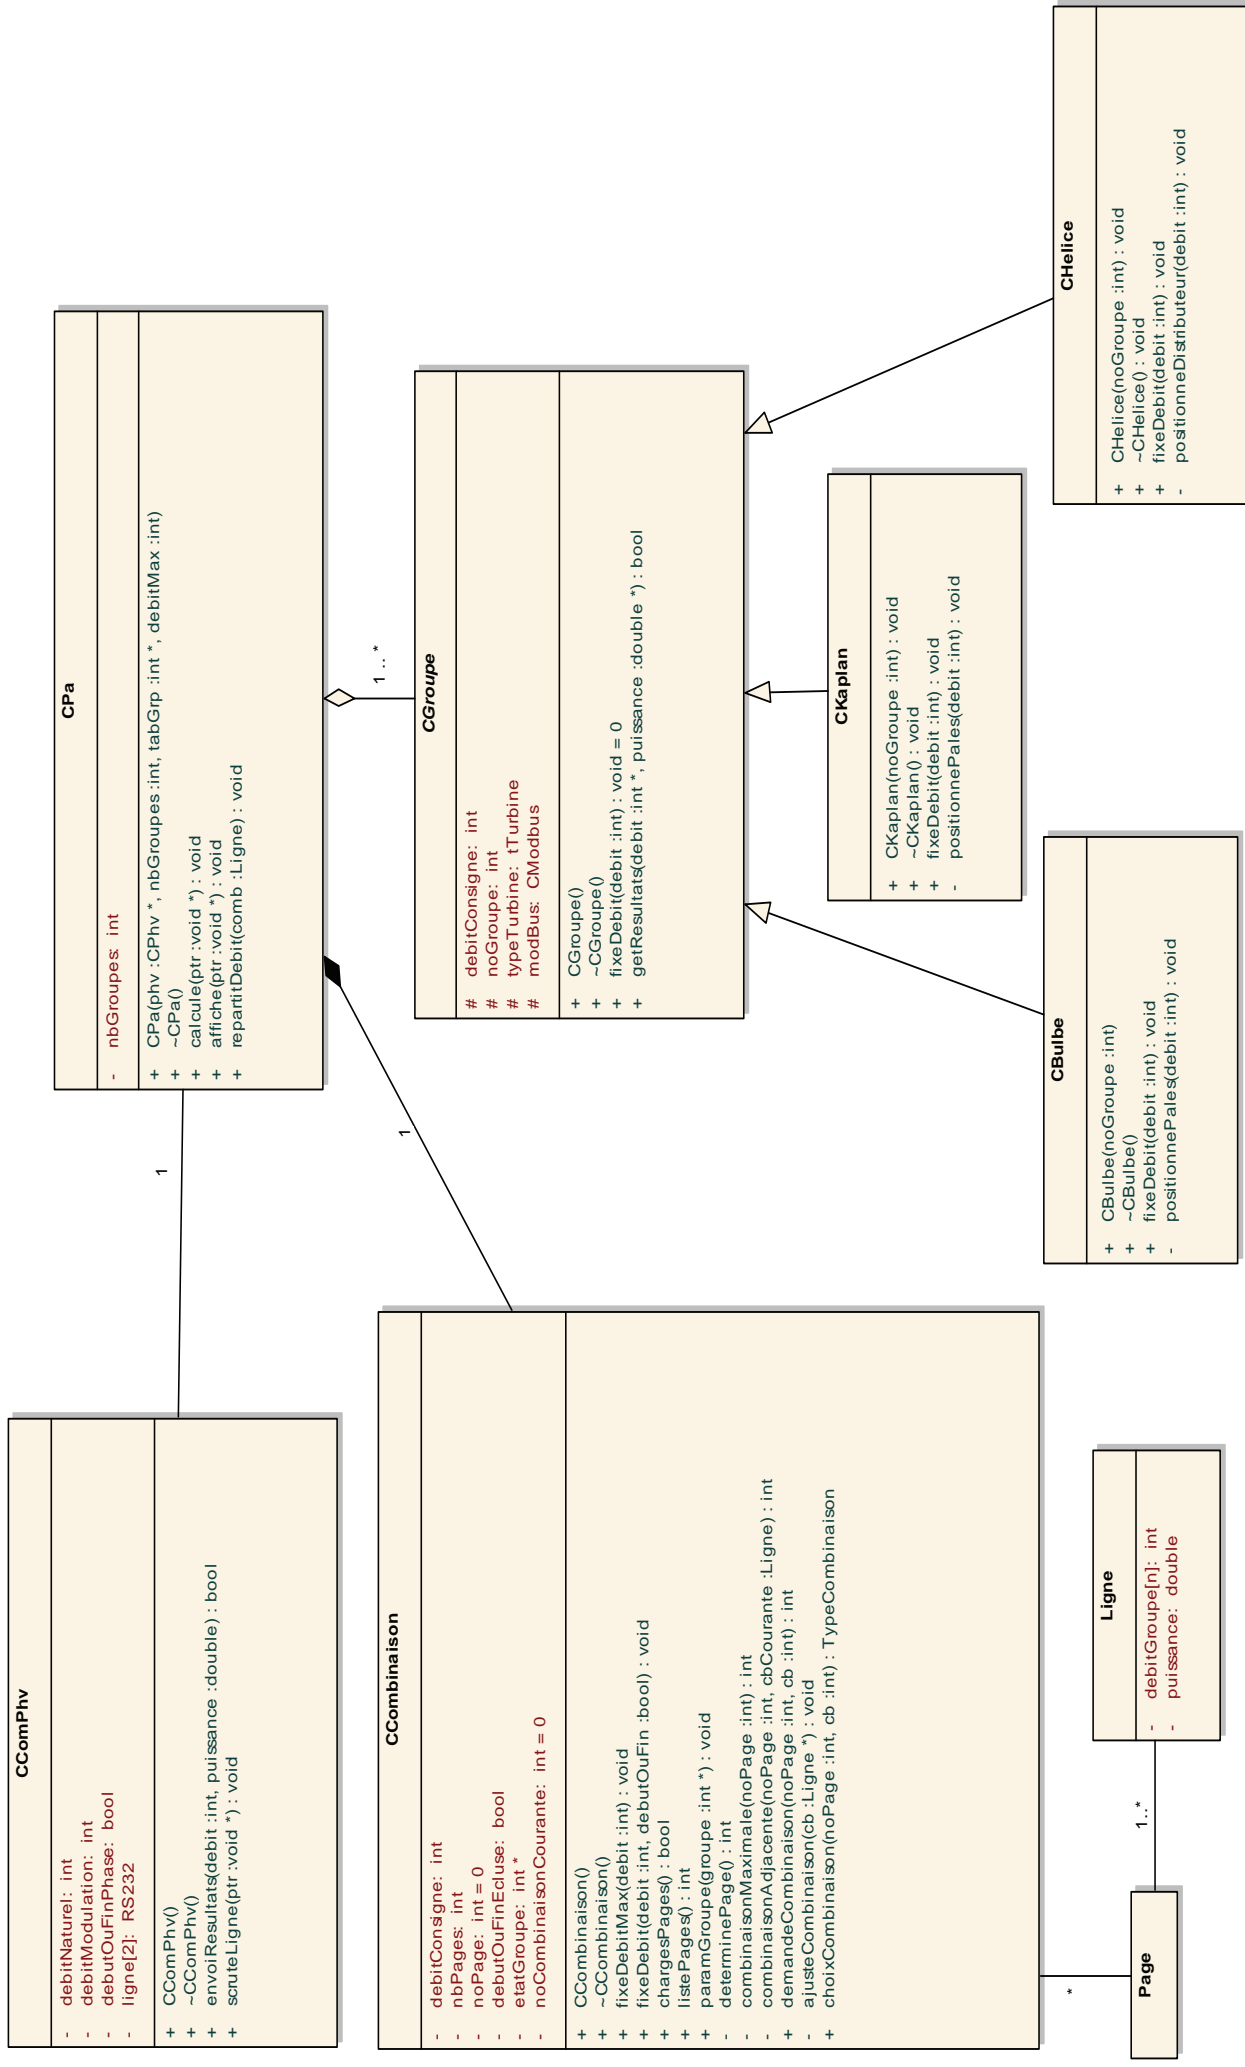 CComPhv
- debitNaturel: int
- debitModulation: int
- debutOuFinPhase: bool
- ligne[2]: RS232
+ CComPhv()
+ ~CComPhv()
+ envoiResultats(debit :int, puissance :double) : bool
+ scruteLigne(ptr :void *) : void
1
CPa
- nbGroupes: int
+ CPa(phv :CPhv *, nbGroupes :int, tabGrp :int *, debitMax :int)
+ ~CPa()
+ calcule(ptr :void *) : void
+ affiche(ptr :void *) : void
+ repartitDebit(comb :Ligne) : void
1
1 .. *
CCombinaison
- debitConsigne: int
- nbPages: int
- noPage: int = 0
- debutOuFinEcluse: bool
- etatGroupe: int *
- noCombinaisonCourante: int = 0
+ CCombinaison()
+ ~CCombinaison()
+ fixeDebitMax(debit :int) : void
+ fixeDebit(debit :int, debutOuFin :bool) : void
+ chargesPages() : bool
+ listePages() : int
+ paramGroupe(groupe :int *) : void
- determinePage() : int
- combinaisonMaximale(noPage :int) : int
- combinaisonAdjacente(noPage :int, cbCourante :Ligne) : int
+ demandeCombinaison(noPage :int, cb :int) : int
- ajusteCombinaison(cb :Ligne *) : void
+ choixCombinaison(noPage :int, cb :int) : TypeCombinaison
CGroupe
# debitConsigne: int
# noGroupe: int
# typeTurbine: tTurbine
# modBus: CModbus
+ CGroupe()
+ ~CGroupe()
+ fixeDebit(debit :int) : void = 0
+ getResultats(debit :int *, puissance :double *) : bool
CBulbe
+ CBulbe(noGroupe :int)
+ ~CBulbe()
+ fixeDebit(debit :int) : void
- positionnePales(debit :int) : void
CKaplan
+ CKaplan(noGroupe :int) : void
+ ~CKaplan() : void
+ fixeDebit(debit :int) : void
- positionnePales(debit :int) : void
CHelice
+ CHelice(noGroupe :int) : void
+ ~CHelice() : void
+ fixeDebit(debit :int) : void
- positionneDistributeur(debit :int) : void
*
Page
1..*
Ligne
- debitGroupe[n]: int
- puissance: double